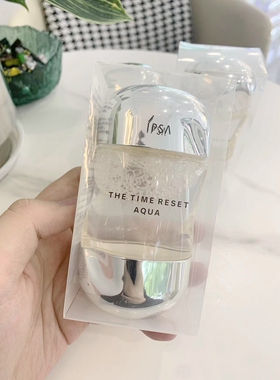 IPSA
THE TIME RESET
AQUA